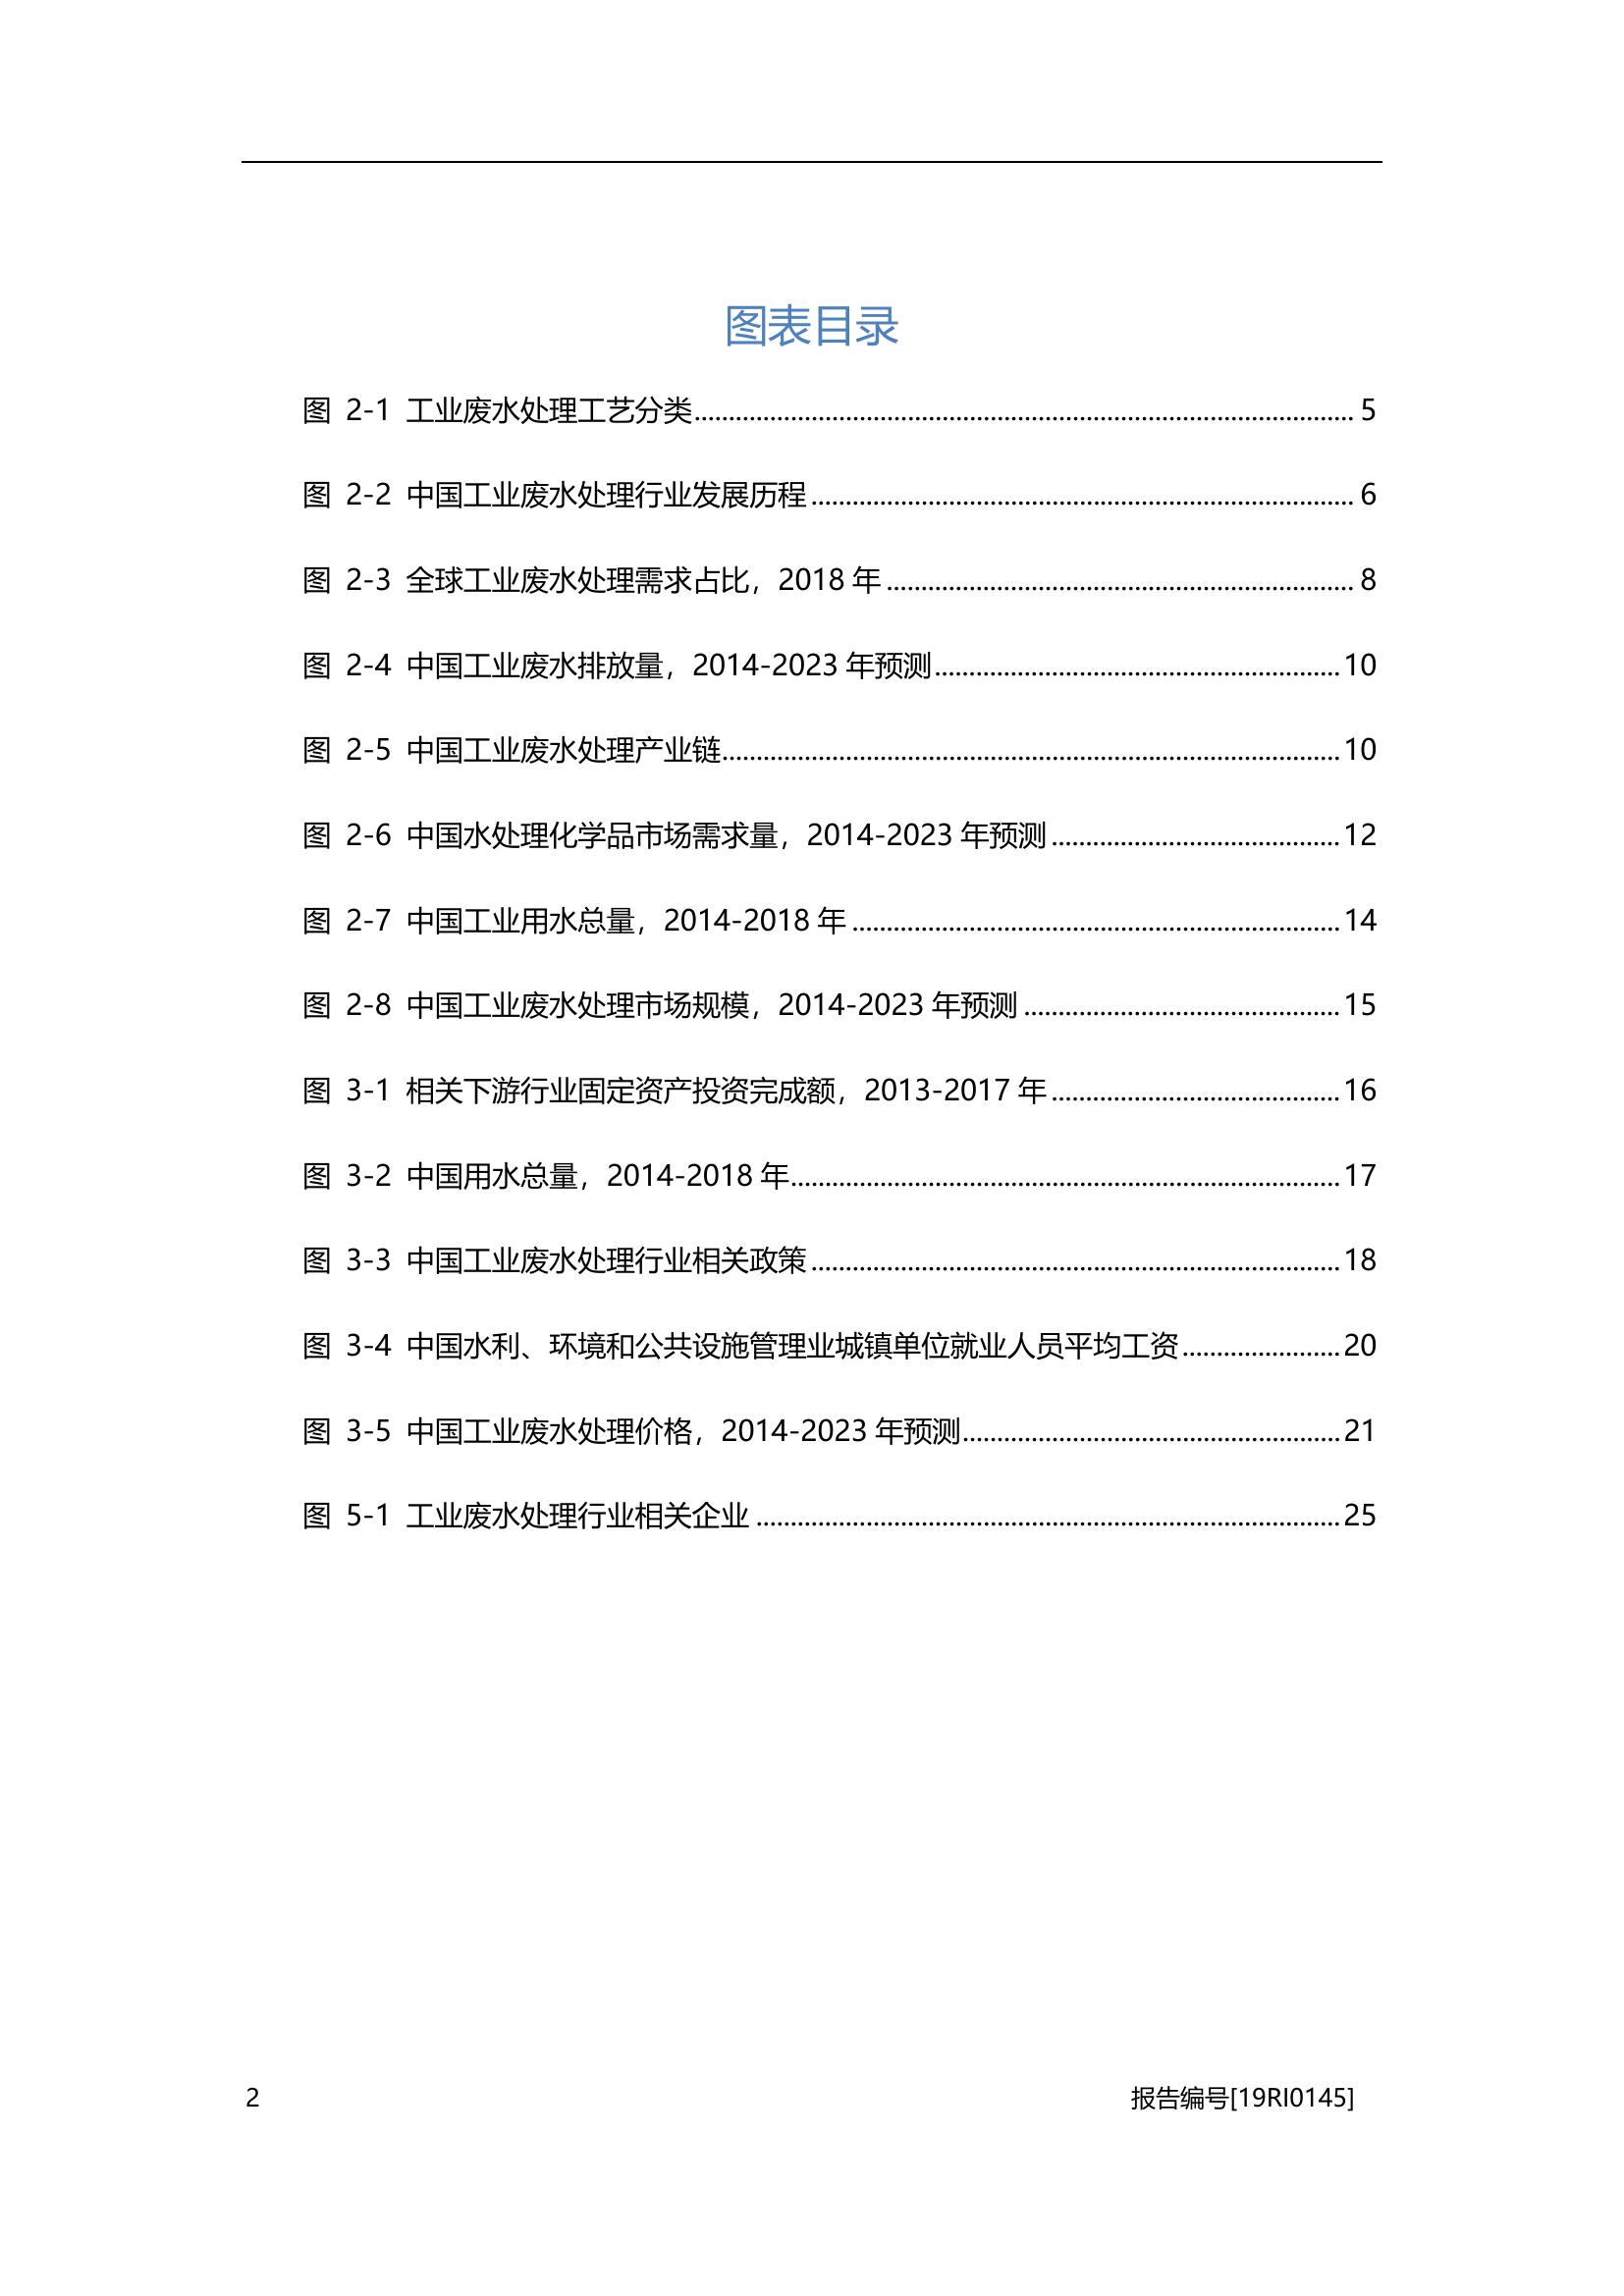 图表目录
图 2-1 工业废水处理工艺分类................................................................................................ 5
图 2-2 中国工业废水处理行业发展历程............................................................................... 6
图 2-3 全球工业废水处理需求占比，2018 年.................................................................... 8
图 2-4 中国工业废水排放量，2014-2023 年预测...........................................................10
图 2-5 中国工业废水处理产业链..........................................................................................10
图 2-6 中国水处理化学品市场需求量，2014-2023 年预测..........................................12
图 2-7 中国工业用水总量，2014-2018 年.......................................................................14
图 2-8 中国工业废水处理市场规模，2014-2023 年预测..............................................15
图 3-1 相关下游行业固定资产投资完成额，2013-2017 年..........................................16
图 3-2 中国用水总量，2014-2018 年................................................................................17
图 3-3 中国工业废水处理行业相关政策.............................................................................18
图 3-4 中国水利、环境和公共设施管理业城镇单位就业人员平均工资.......................20
图 3-5 中国工业废水处理价格，2014-2023 年预测.......................................................21
图 5-1 工业废水处理行业相关企业.....................................................................................25
2 报告编号[19RI0145]